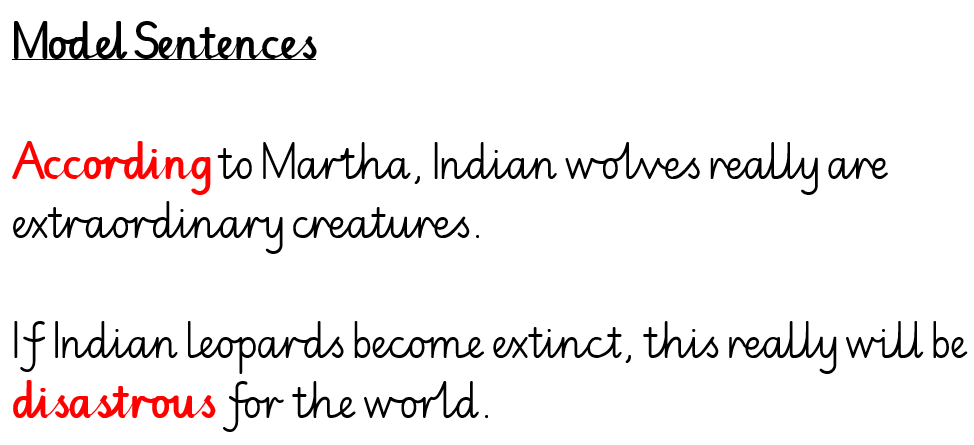 Model Sentences
According to Martha, Indian wolves really are
extraordinary creatures.
If Indian leopards become extinct, this really will be
disastrous for the world.